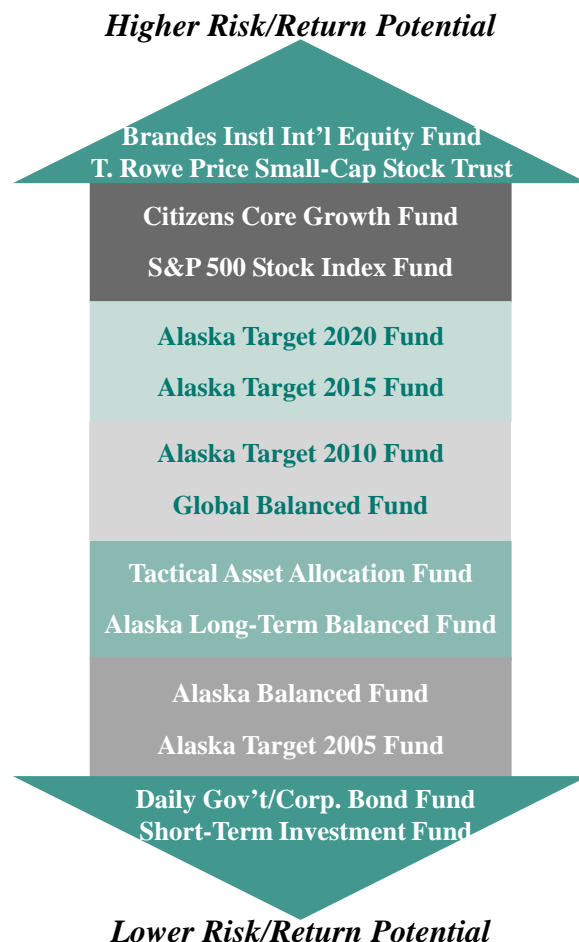 Higher Risk/Return Potential
Brandes Instl Int'l Equity Fund
T. Rowe Price Small-Cap Stock Trust
Citizens Core Growth Fund
S&P 500 Stock Index Fund
Alaska Target 2020 Fund
Alaska Target 2015 Fund
Alaska Target 2010 Fund
Global Balanced Fund
Tactical Asset Allocation Fund
Alaska Long-Term Balanced Fund
Alaska Balanced Fund
Alaska Target 2005 Fund
Daily Gov't/Corp. Bond Fund
Short-Term Investment Fund
Lower Risk/Return Potential